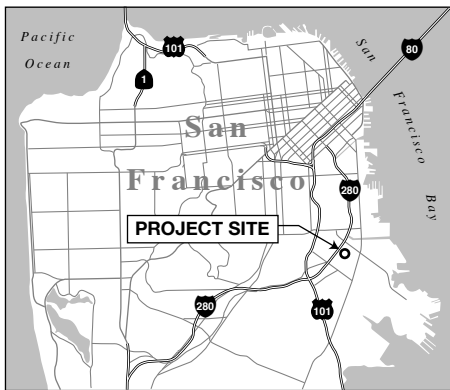 Pacific
Ocean
101
1
80
San
Francisco
Bay
San
Francisco
280
PROJECT SITE
280
101